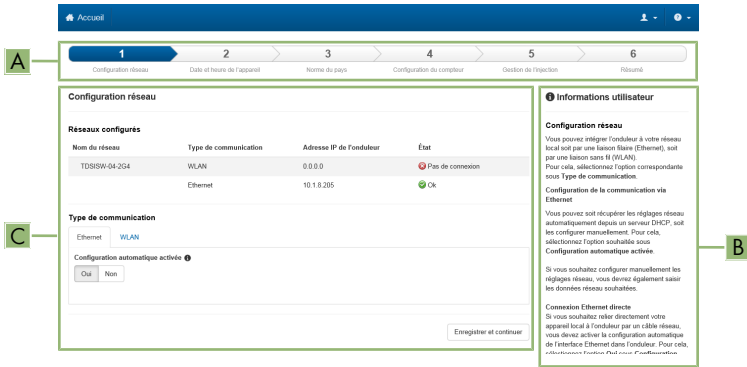 Accueil
1 2 3 4 5 6
Configuration réseau Date et heure de l'appareil Norme du pays Configuration du compteur Gestion de l'injection Résumé
A
Configuration réseau
Réseaux configurés
Nom du réseau Type de communication Adresse IP de l'onduleur État
TDSISW-04-2G4 WLAN 0.0.0.0 Pas de connexion
Ethernet 10.1.8.205 Ok
Type de communication
Ethernet WLAN
Configuration automatique activée
Oui Non
Enregistrer et continuer
C
Informations utilisateur
Configuration réseau
Vous pouvez intégrer l'onduleur à votre réseau
local soit par une liaison filaire (Ethernet), soit
par une liaison sans fil (WLAN).
Pour cela, sélectionnez l'option correspondante
sous Type de communication.
Configuration de la communication via
Ethernet
Vous pouvez soit récupérer les réglages réseau
automatiquement depuis un serveur DHCP, soit
les configurer manuellement. Pour cela,
sélectionnez l'option souhaitée sous
Configuration automatique activée.
Si vous souhaitez configurer manuellement les
réglages réseau, vous devrez également saisir
les données réseau souhaitées.
Connexion Ethernet directe
Si vous souhaitez relier directement votre
appareil local à l'onduleur par un câble réseau,
vous devez activer la configuration automatique
de l'interface Ethernet dans l'onduleur. Pour cela,
sélectionnez l'option Oui sous Configuration
B